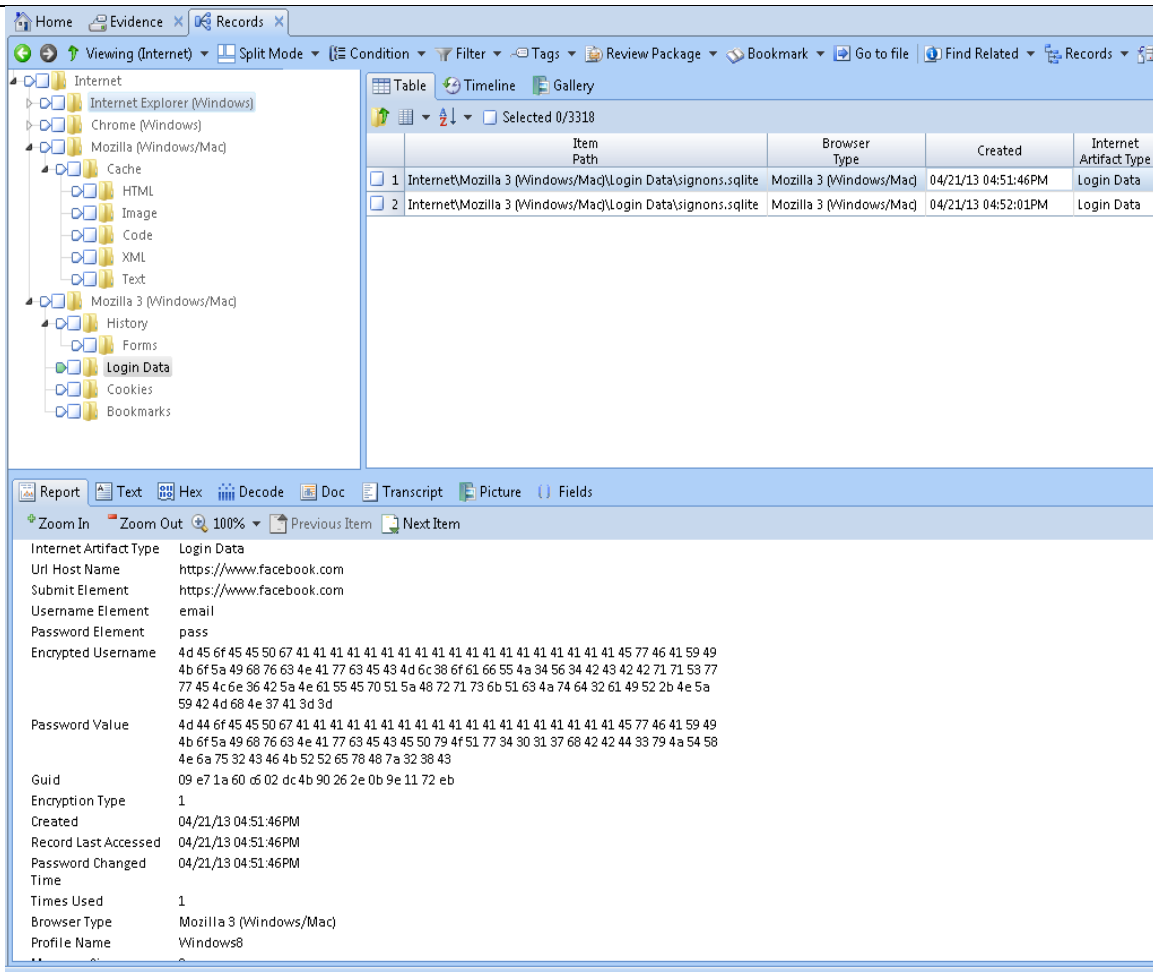 Home Evidence Records
Viewing (Internet) Split Mode Condition Filter Tags Review Package Bookmark Go to file Find Related Records
Internet
Internet Explorer (Windows)
Chrome (Windows)
Mozilla (Windows/Mac)
Cache
HTML
Image
Code
XML
Text
Mozilla 3 (Windows/Mac)
History
Forms
Login Data
Cookies
Bookmarks
Table Timeline Gallery
Selected 0/3318
Item Path Browser Type Created Internet Artifact Type
1 Internet\Mozilla 3 (Windows/Mac)\Login Data\signons.sqlite Mozilla 3 (Windows/Mac) 04/21/13 04:51:46PM Login Data
2 Internet\Mozilla 3 (Windows/Mac)\Login Data\signons.sqlite Mozilla 3 (Windows/Mac) 04/21/13 04:52:01PM Login Data
Report Text Hex Decode Doc Transcript Picture Fields
Zoom In Zoom Out 100% Previous Item Next Item
Internet Artifact Type Login Data
Url Host Name https://www.facebook.com
Submit Element https://www.facebook.com
Username Element email
Password Element pass
Encrypted Username 4d 45 6f 45 45 50 67 41 41 41 41 41 41 41 41 41 41 41 41 41 41 41 41 41 41 45 77 46 41 59 49
4b 6f 5a 49 68 76 63 4e 41 77 63 45 43 4d 6c 38 6f 61 66 55 4a 34 56 34 42 43 42 42 71 71 53 77
77 45 4c 6e 36 42 5a 4e 61 55 45 70 51 5a 48 72 71 73 6b 51 63 4a 74 64 32 61 49 52 2b 4e 5a
59 42 4d 68 4e 37 41 3d 3d
Password Value 4d 44 6f 45 45 50 67 41 41 41 41 41 41 41 41 41 41 41 41 41 41 41 41 41 41 45 77 46 41 59 49
4b 6f 5a 49 68 76 63 4e 41 77 63 45 43 45 50 79 4f 51 77 34 30 31 37 68 42 42 44 33 79 4a 54 58
4e 6a 75 32 43 46 4b 52 52 65 78 48 7a 32 38 43
Guid 09 e7 1a 60 c6 02 dc 4b 90 26 2e 0b 9e 11 72 eb
Encryption Type 1
Created 04/21/13 04:51:46PM
Record Last Accessed 04/21/13 04:51:46PM
Password Changed Time 04/21/13 04:51:46PM
Times Used 1
Browser Type Mozilla 3 (Windows/Mac)
Profile Name Windows8